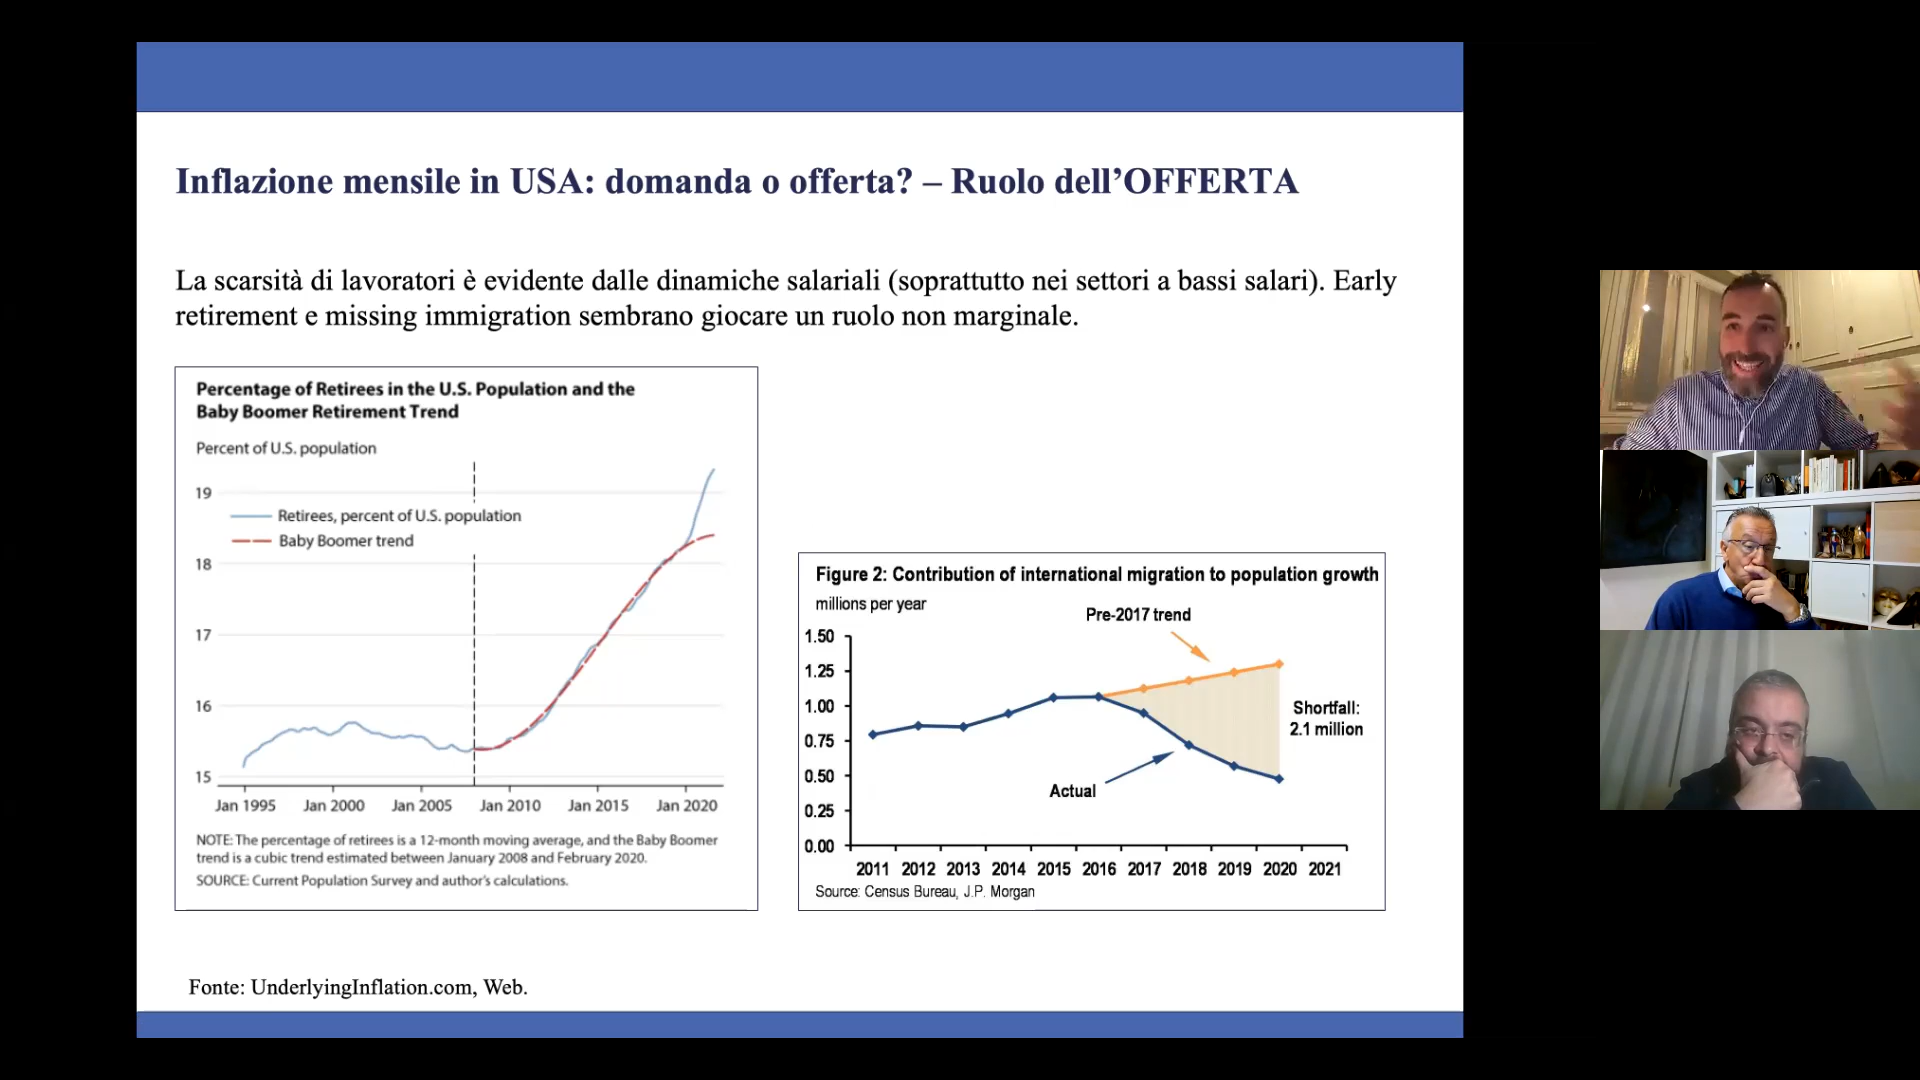 Inflazione mensile in USA: domanda o offerta? – Ruolo dell’OFFERTA
La scarsità di lavoratori è evidente dalle dinamiche salariali (soprattutto nei settori a bassi salari). Early
retirement e missing immigration sembrano giocare un ruolo non marginale.
Percentage of Retirees in the U.S. Population and the
Baby Boomer Retirement Trend
Percent of U.S. population
19
Retirees, percent of U.S. population
Baby Boomer trend
18
17
16
15
Jan 1995 Jan 2000 Jan 2005 Jan 2010 Jan 2015 Jan 2020
NOTE: The percentage of retirees is a 12-month moving average, and the Baby Boomer
trend is a cubic trend estimated between January 2008 and February 2020.
SOURCE: Current Population Survey and author's calculations.
Figure 2: Contribution of international migration to population growth
millions per year
Pre-2017 trend
1.50
1.25
1.00
Shortfall:
2.1 million
0.75
0.50
Actual
0.25
0.00
2011 2012 2013 2014 2015 2016 2017 2018 2019 2020 2021
Source: Census Bureau, J.P. Morgan
Fonte: UnderlyingInflation.com, Web.